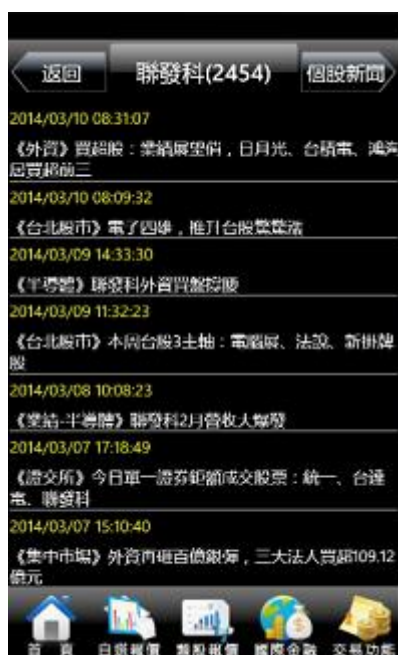 返回
聯發科(2454)
個股新聞
2014/03/10 08:31:07
《外資》買超股：業績展望俏，日月光、台積電、鴻海
居買超前三
2014/03/10 08:09:32
《台北股市》電子四雄，推升台股驚驚漲
2014/03/09 14:33:30
《半導體》聯發科外資買盤撐腰
2014/03/09 11:32:23
《台北股市》本周台股3主軸：電腦展、法說、新掛牌
股
2014/03/08 10:08:23
《業績-半導體》聯發科2月營收大爆發
2014/03/07 17:18:49
《證交所》今日單一證券鉅額成交股票：統一、台達
電、聯發科
2014/03/07 15:10:40
《集中市場》外資再砸百億銀彈，三大法人買超109.12
億元
首 頁
自選報價
類股報價
國際金融
交易功能